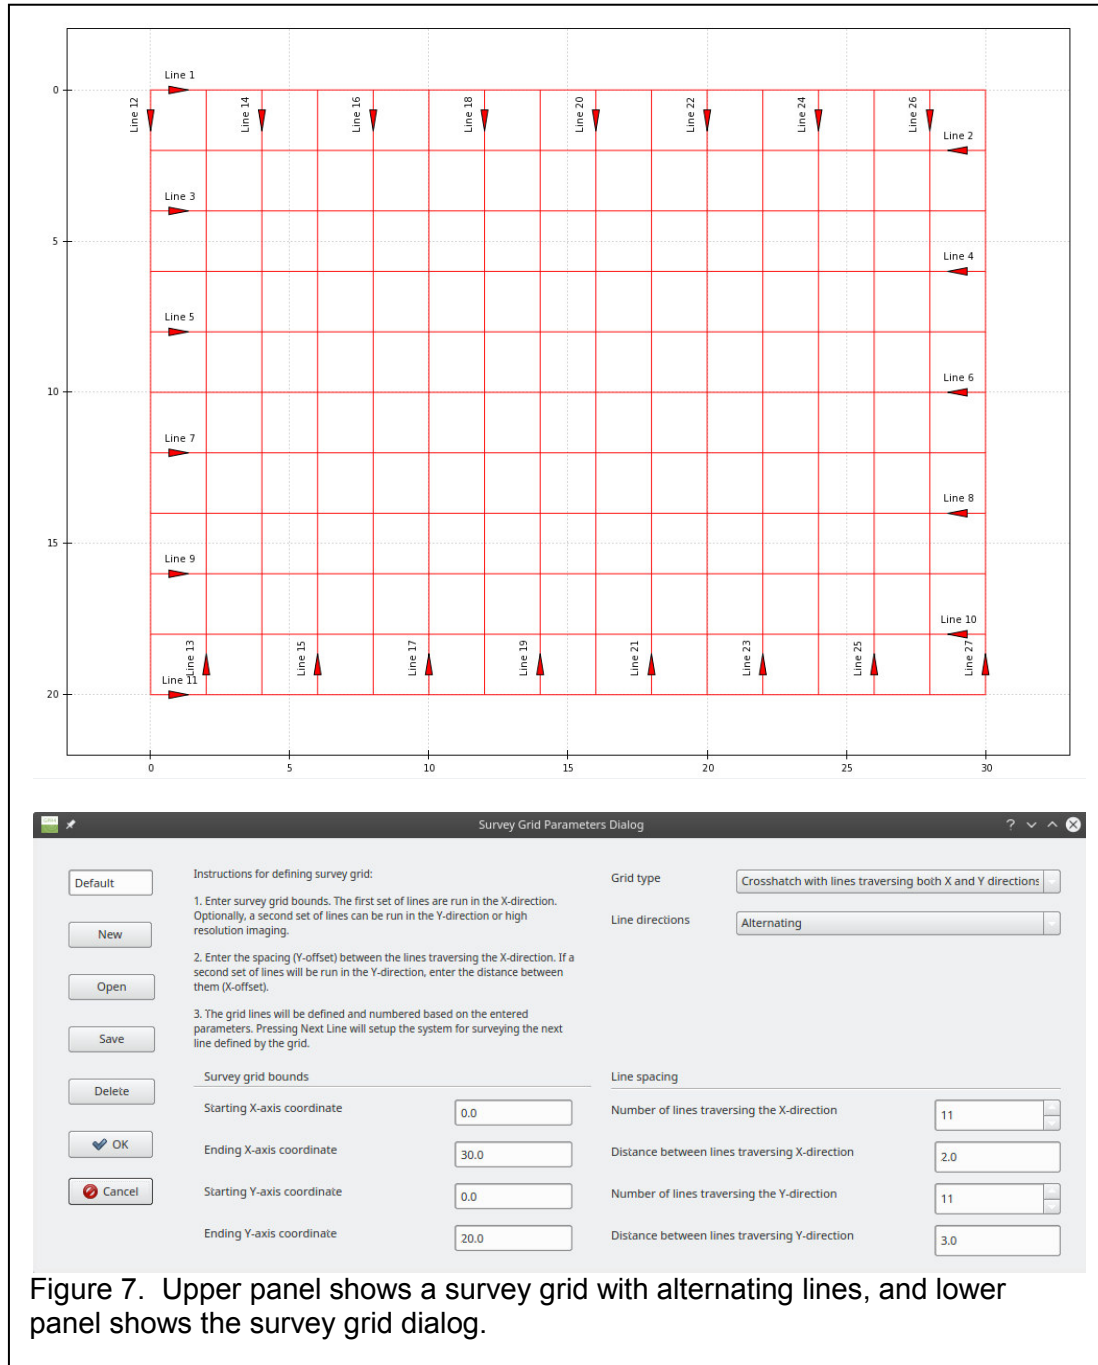 Line 1
0
Line 12
Line 14
Line 16
Line 18
Line 20
Line 22
Line 24
Line 26
Line 2
Line 3
5
Line 4
Line 5
10
Line 6
Line 7
Line 8
15
Line 9
Line 10
Line 13
Line 15
Line 17
Line 19
Line 21
Line 23
Line 25
Line 27
Line 11
20
0 5 10 15 20 25 30
Survey Grid Parameters Dialog
Default
New
Open
Save
Delete
OK
Cancel
Instructions for defining survey grid:
1. Enter survey grid bounds. The first set of lines are run in the X-direction.
Optionally, a second set of lines can be run in the Y-direction or high
resolution imaging.
2. Enter the spacing (Y-offset) between the lines traversing the X-direction. If a
second set of lines will be run in the Y-direction, enter the distance between
them (X-offset).
3. The grid lines will be defined and numbered based on the entered
parameters. Pressing Next Line will setup the system for surveying the next
line defined by the grid.
Grid type
Crosshatch with lines traversing both X and Y directions
Line directions
Alternating
Survey grid bounds
Starting X-axis coordinate
0.0
Ending X-axis coordinate
30.0
Starting Y-axis coordinate
0.0
Ending Y-axis coordinate
20.0
Line spacing
Number of lines traversing the X-direction
11
Distance between lines traversing X-direction
2.0
Number of lines traversing the Y-direction
11
Distance between lines traversing Y-direction
3.0
Figure 7. Upper panel shows a survey grid with alternating lines, and lower
panel shows the survey grid dialog.